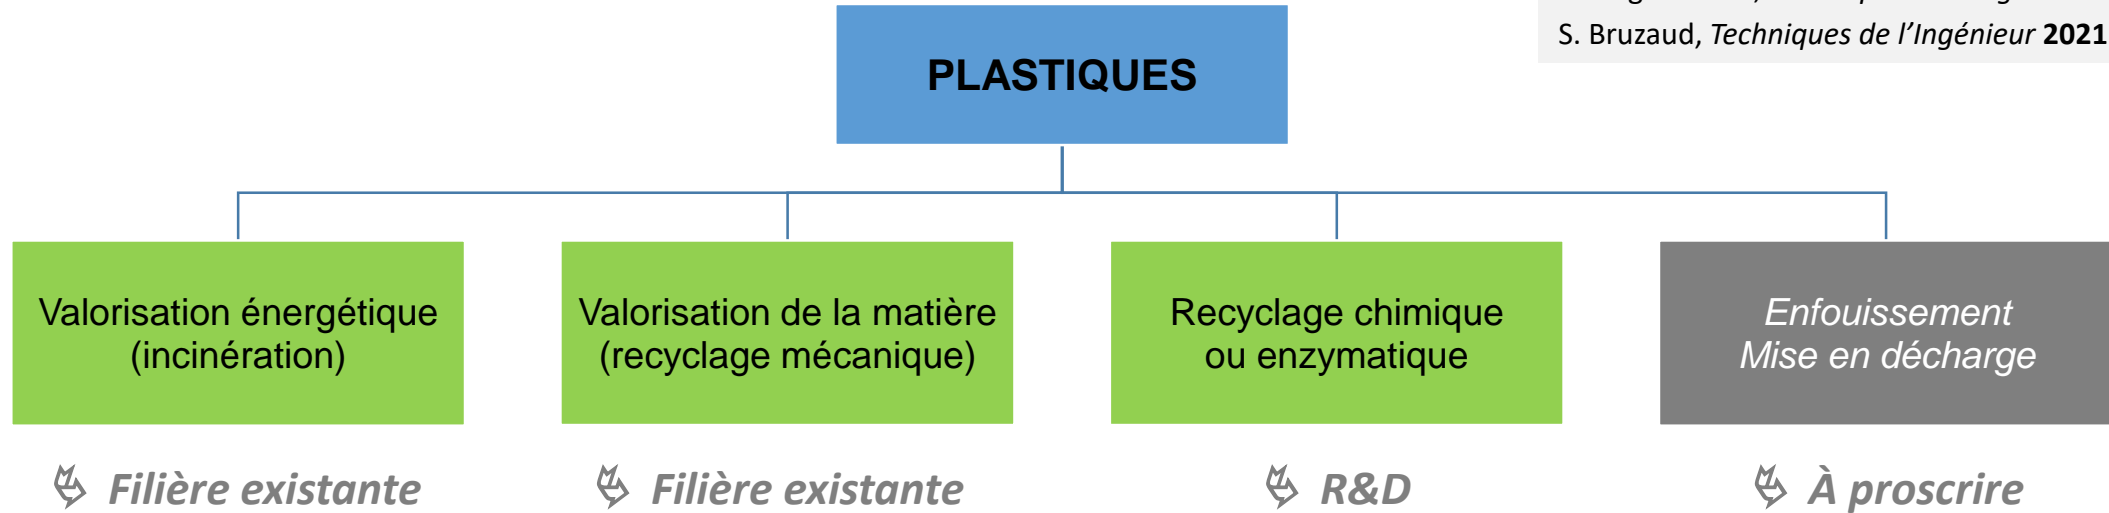 S. Bruzaud, Techniques de l'Ingénieur 2021
PLASTIQUES
Valorisation énergétique
(incinération)
Valorisation de la matière
(recyclage mécanique)
Recyclage chimique
ou enzymatique
Enfouissement
Mise en décharge
Filière existante
Filière existante
R&D
À proscrire